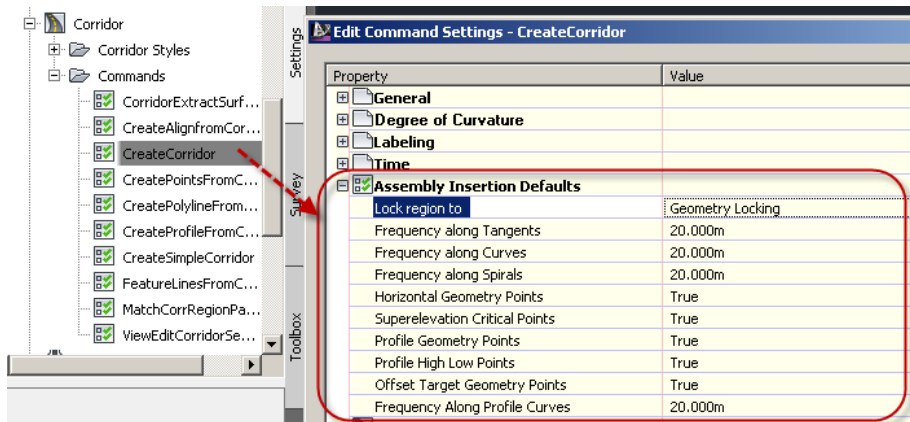 Corridor
Corridor Styles
Commands
CorridorExtractSurf...
CreateAlignfromCor...
CreateCorridor
CreatePointsFromC...
CreatePolylineFrom...
CreateProfileFromC...
CreateSimpleCorridor
FeatureLinesFromC...
MatchCorrRegionPa...
ViewEditCorridorSe...
Settings
Survey
Toolbox
Edit Command Settings - CreateCorridor
Property Value
General
Degree of Curvature
Labeling
Time
Assembly Insertion Defaults
Lock region to Geometry Locking
Frequency along Tangents 20.000m
Frequency along Curves 20.000m
Frequency along Spirals 20.000m
Horizontal Geometry Points True
Superelevation Critical Points True
Profile Geometry Points True
Profile High Low Points True
Offset Target Geometry Points True
Frequency Along Profile Curves 20.000m